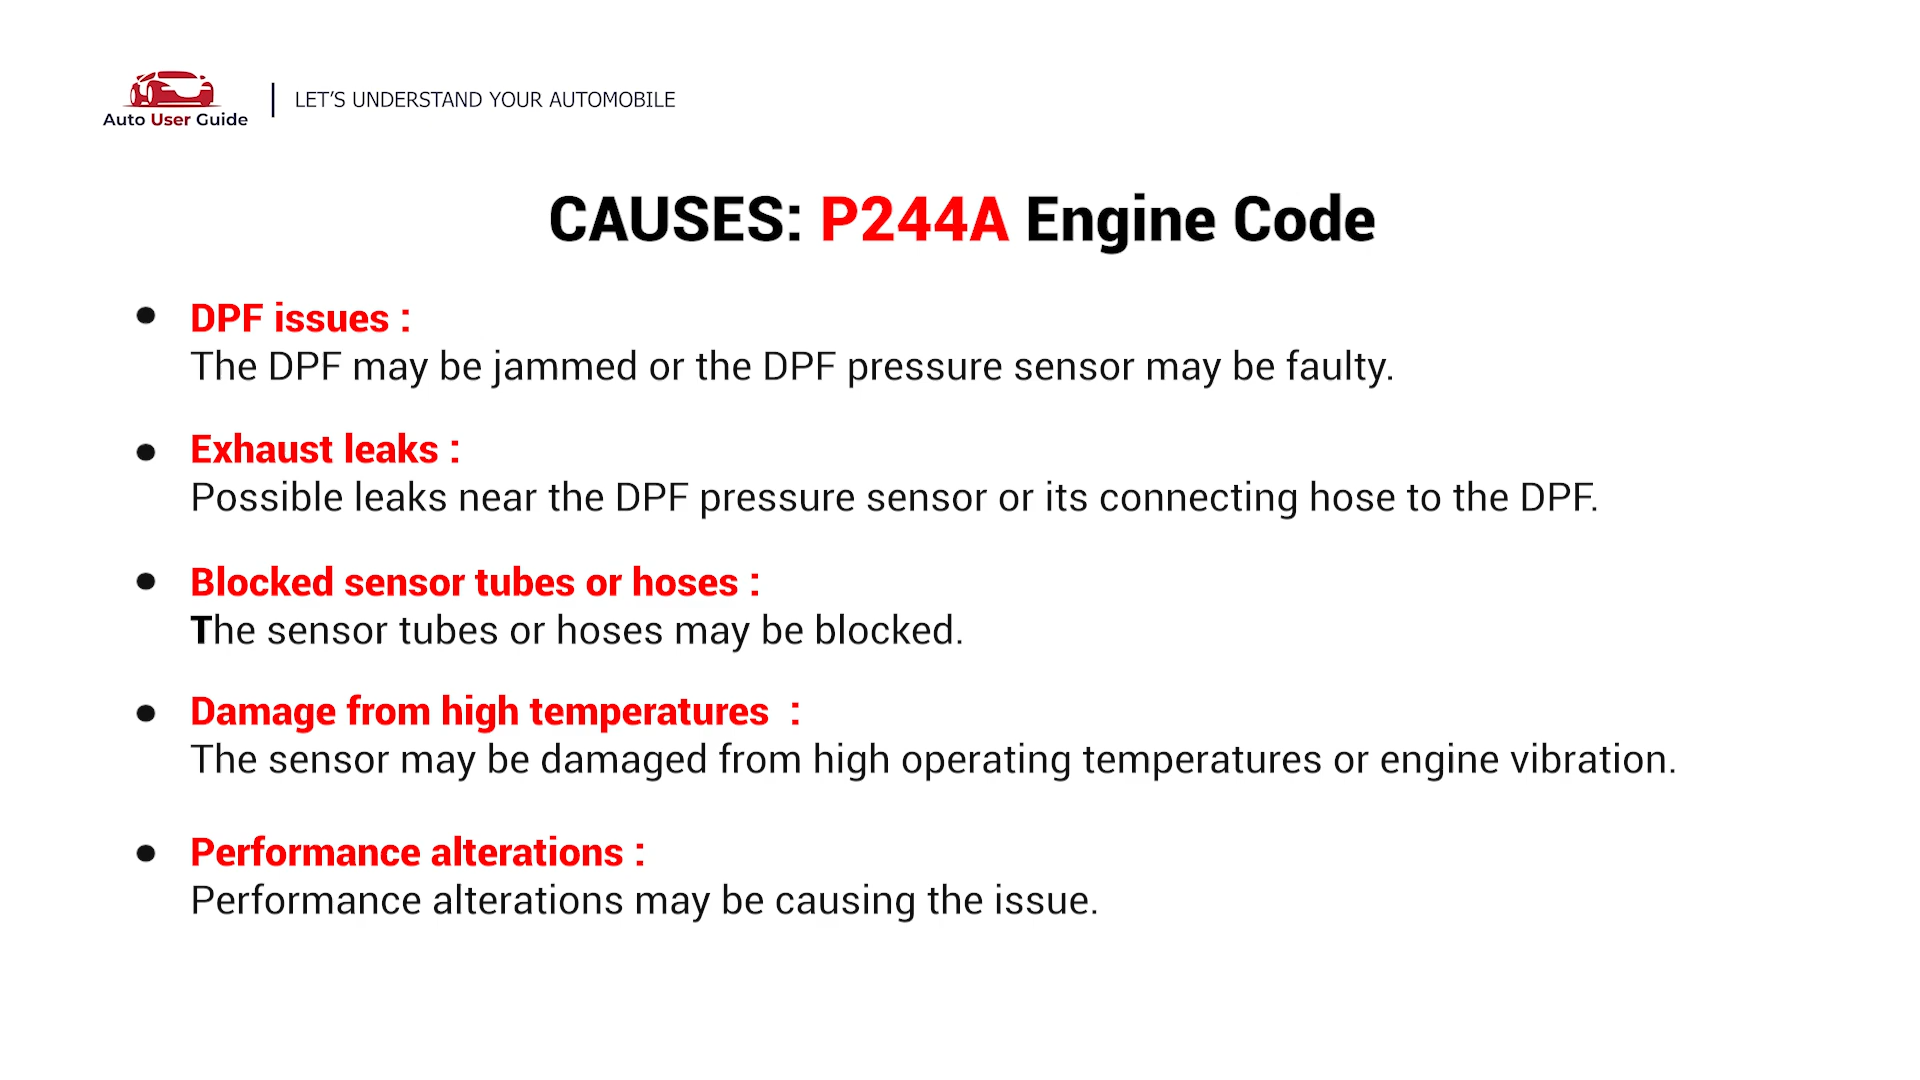 Auto User Guide
LET'S UNDERSTAND YOUR AUTOMOBILE
CAUSES: P244A Engine Code
● DPF issues :
The DPF may be jammed or the DPF pressure sensor may be faulty.
● Exhaust leaks :
Possible leaks near the DPF pressure sensor or its connecting hose to the DPF.
● Blocked sensor tubes or hoses :
The sensor tubes or hoses may be blocked.
● Damage from high temperatures :
The sensor may be damaged from high operating temperatures or engine vibration.
● Performance alterations :
Performance alterations may be causing the issue.